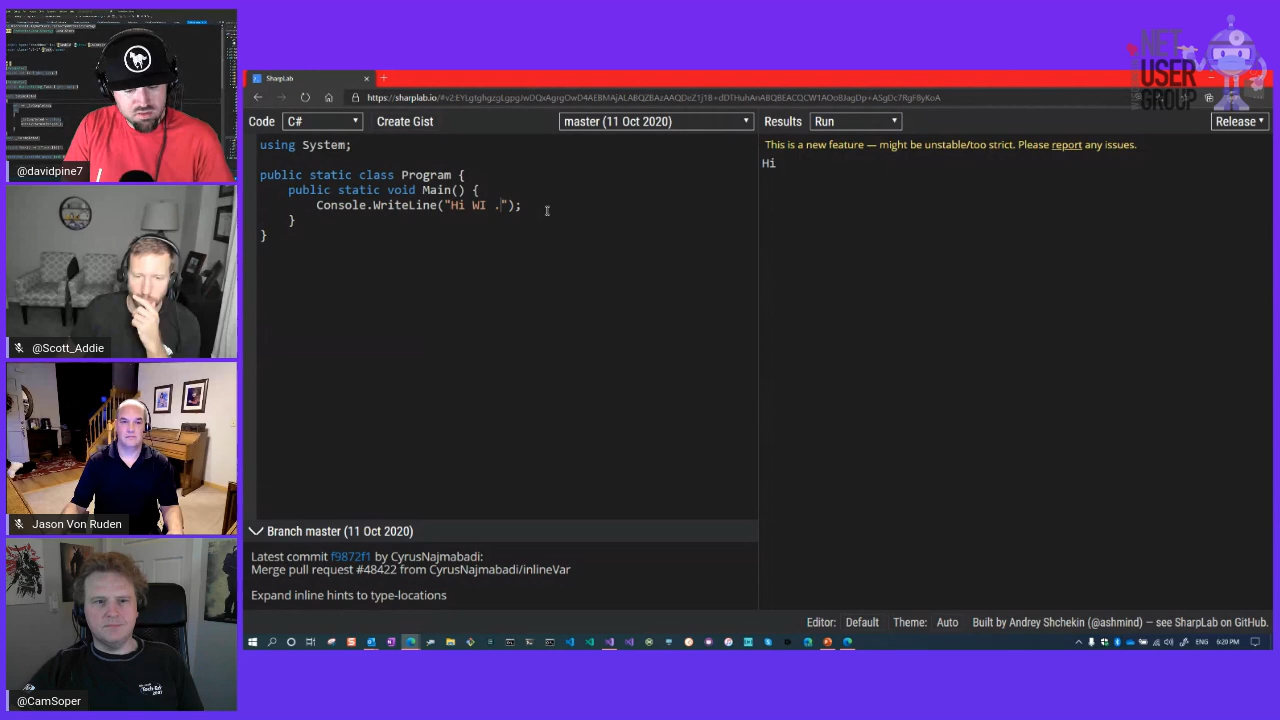 @davidpine7
@Scott_Addie
Jason Von Ruden
@CamSoper
.NET
USER
GROUP
SharpLab
https://sharplab.io/
Code
C#
Create Gist
master (11 Oct 2020)
Results
Run
Release
using System;
public static class Program {
public static void Main() {
Console.WriteLine("Hi WI .");
}
}
This is a new feature — might be unstable/too strict. Please report any issues.
Hi
Branch master (11 Oct 2020)
Latest commit f9872f1 by CyrusNajmabadi:
Merge pull request #48422 from CyrusNajmabadi/inlineVar
Expand inline hints to type-locations
Editor: Default Theme: Auto Built by Andrey Shchekin (@ashmind) — see SharpLab on GitHub.
ENG 6:20 PM